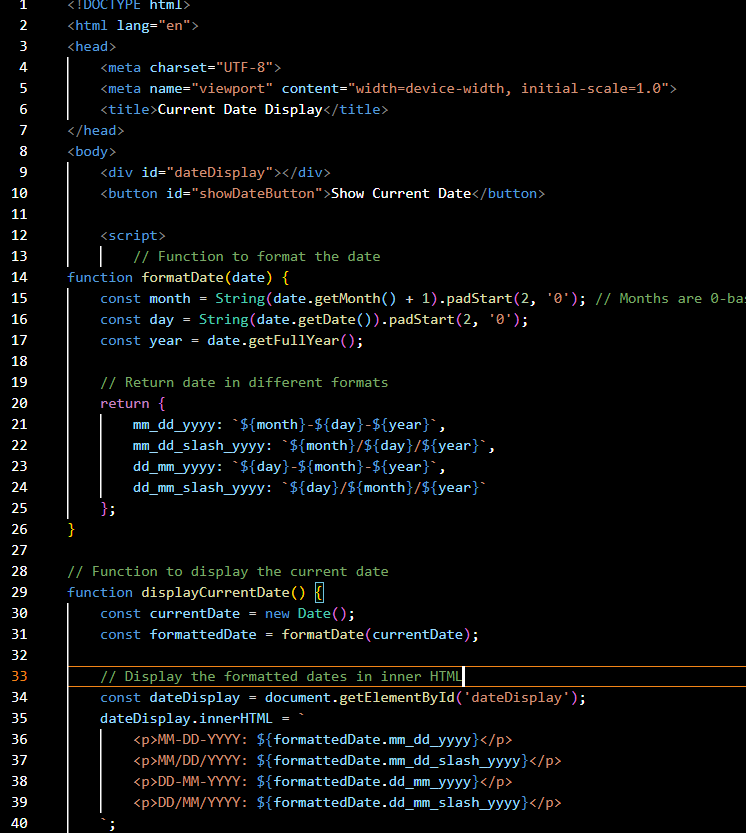 1 <!DOCTYPE html>
2 <html lang="en">
3 <head>
4 <meta charset="UTF-8">
5 <meta name="viewport" content="width=device-width, initial-scale=1.0">
6 <title>Current Date Display</title>
7 </head>
8 <body>
9 <div id="dateDisplay"></div>
10 <button id="showDateButton">Show Current Date</button>
11
12 <script>
13 // Function to format the date
14 function formatDate(date) {
15 const month = String(date.getMonth() + 1).padStart(2, '0'); // Months are 0-bas
16 const day = String(date.getDate()).padStart(2, '0');
17 const year = date.getFullYear();
18
19 // Return date in different formats
20 return {
21 mm_dd_yyyy: `${month}-${day}-${year}`,
22 mm_dd_slash_yyyy: `${month}/${day}/${year}`,
23 dd_mm_yyyy: `${day}-${month}-${year}`,
24 dd_mm_slash_yyyy: `${day}/${month}/${year}`
25 };
26 }
27
28 // Function to display the current date
29 function displayCurrentDate() {
30 const currentDate = new Date();
31 const formattedDate = formatDate(currentDate);
32
33 // Display the formatted dates in inner HTML
34 const dateDisplay = document.getElementById('dateDisplay');
35 dateDisplay.innerHTML = `
36 <p>MM-DD-YYYY: ${formattedDate.mm_dd_yyyy}</p>
37 <p>MM/DD/YYYY: ${formattedDate.mm_dd_slash_yyyy}</p>
38 <p>DD-MM-YYYY: ${formattedDate.dd_mm_yyyy}</p>
39 <p>DD/MM/YYYY: ${formattedDate.dd_mm_slash_yyyy}</p>
40 `;